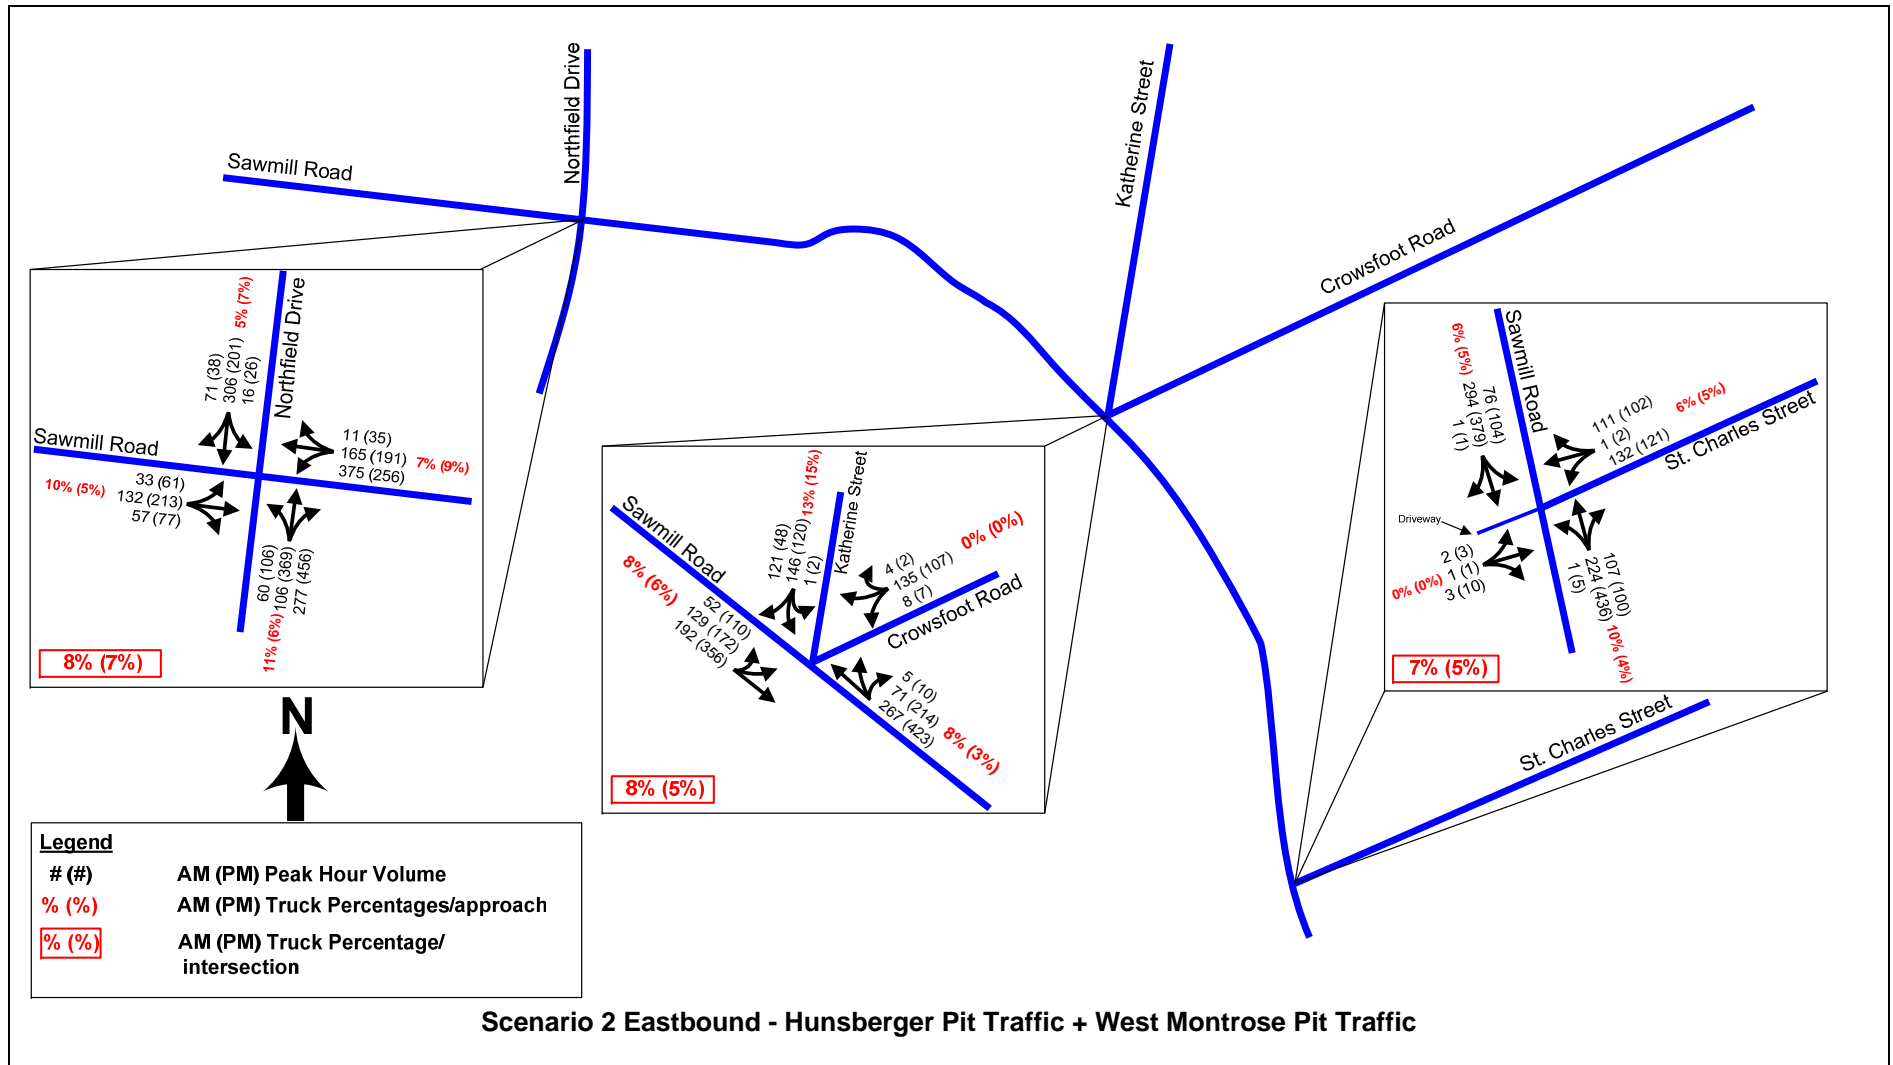 Northfield Drive
Katherine Street
Sawmill Road
Crowsfoot Road
5% (7%)
71 (38)
306 (201)
16 (26)
Northfield Drive
Sawmill Road
11 (35)
165 (191)
375 (256)
7% (9%)
10% (5%)
33 (61)
132 (213)
57 (77)
60 (106)
106 (369)
277 (456)
11% (6%)
8% (7%)
Sawmill Road
8% (6%)
52 (110)
129 (172)
192 (356)
121 (48)
146 (120)
1 (2)
13% (15%)
Katherine Street
4 (2)
135 (107)
8 (7)
0% (0%)
Crowsfoot Road
5 (10)
71 (214)
267 (423)
8% (3%)
8% (5%)
6% (5%)
76 (104)
294 (379)
1 (1)
Sawmill Road
111 (102)
1 (2)
132 (121)
6% (5%)
St. Charles Street
Driveway
2 (3)
1 (1)
3 (10)
0% (0%)
107 (100)
224 (436)
1 (5)
10% (4%)
7% (5%)
St. Charles Street
N
Legend
# (#) AM (PM) Peak Hour Volume
% (%) AM (PM) Truck Percentages/approach
% (%) AM (PM) Truck Percentage/
intersection
Scenario 2 Eastbound - Hunsberger Pit Traffic + West Montrose Pit Traffic